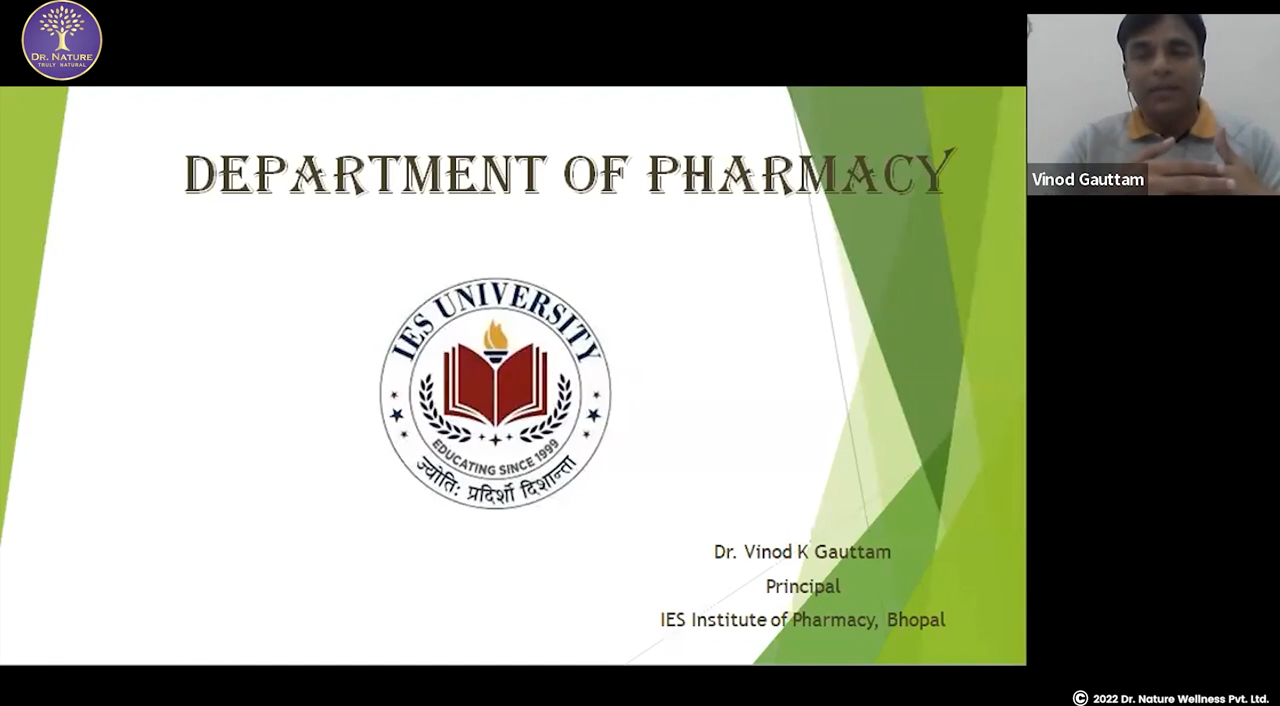 DR. NATURE
TRULY NATURAL
DEPARTMENT OF PHARMACY
Vinod Gauttam
IES UNIVERSITY
EDUCATING SINCE 1999
ज्योतिः प्रदिर्शो दिशान्ता
Dr. Vinod K Gauttam
Principal
IES Institute of Pharmacy, Bhopal
© 2022 Dr. Nature Wellness Pvt. Ltd.